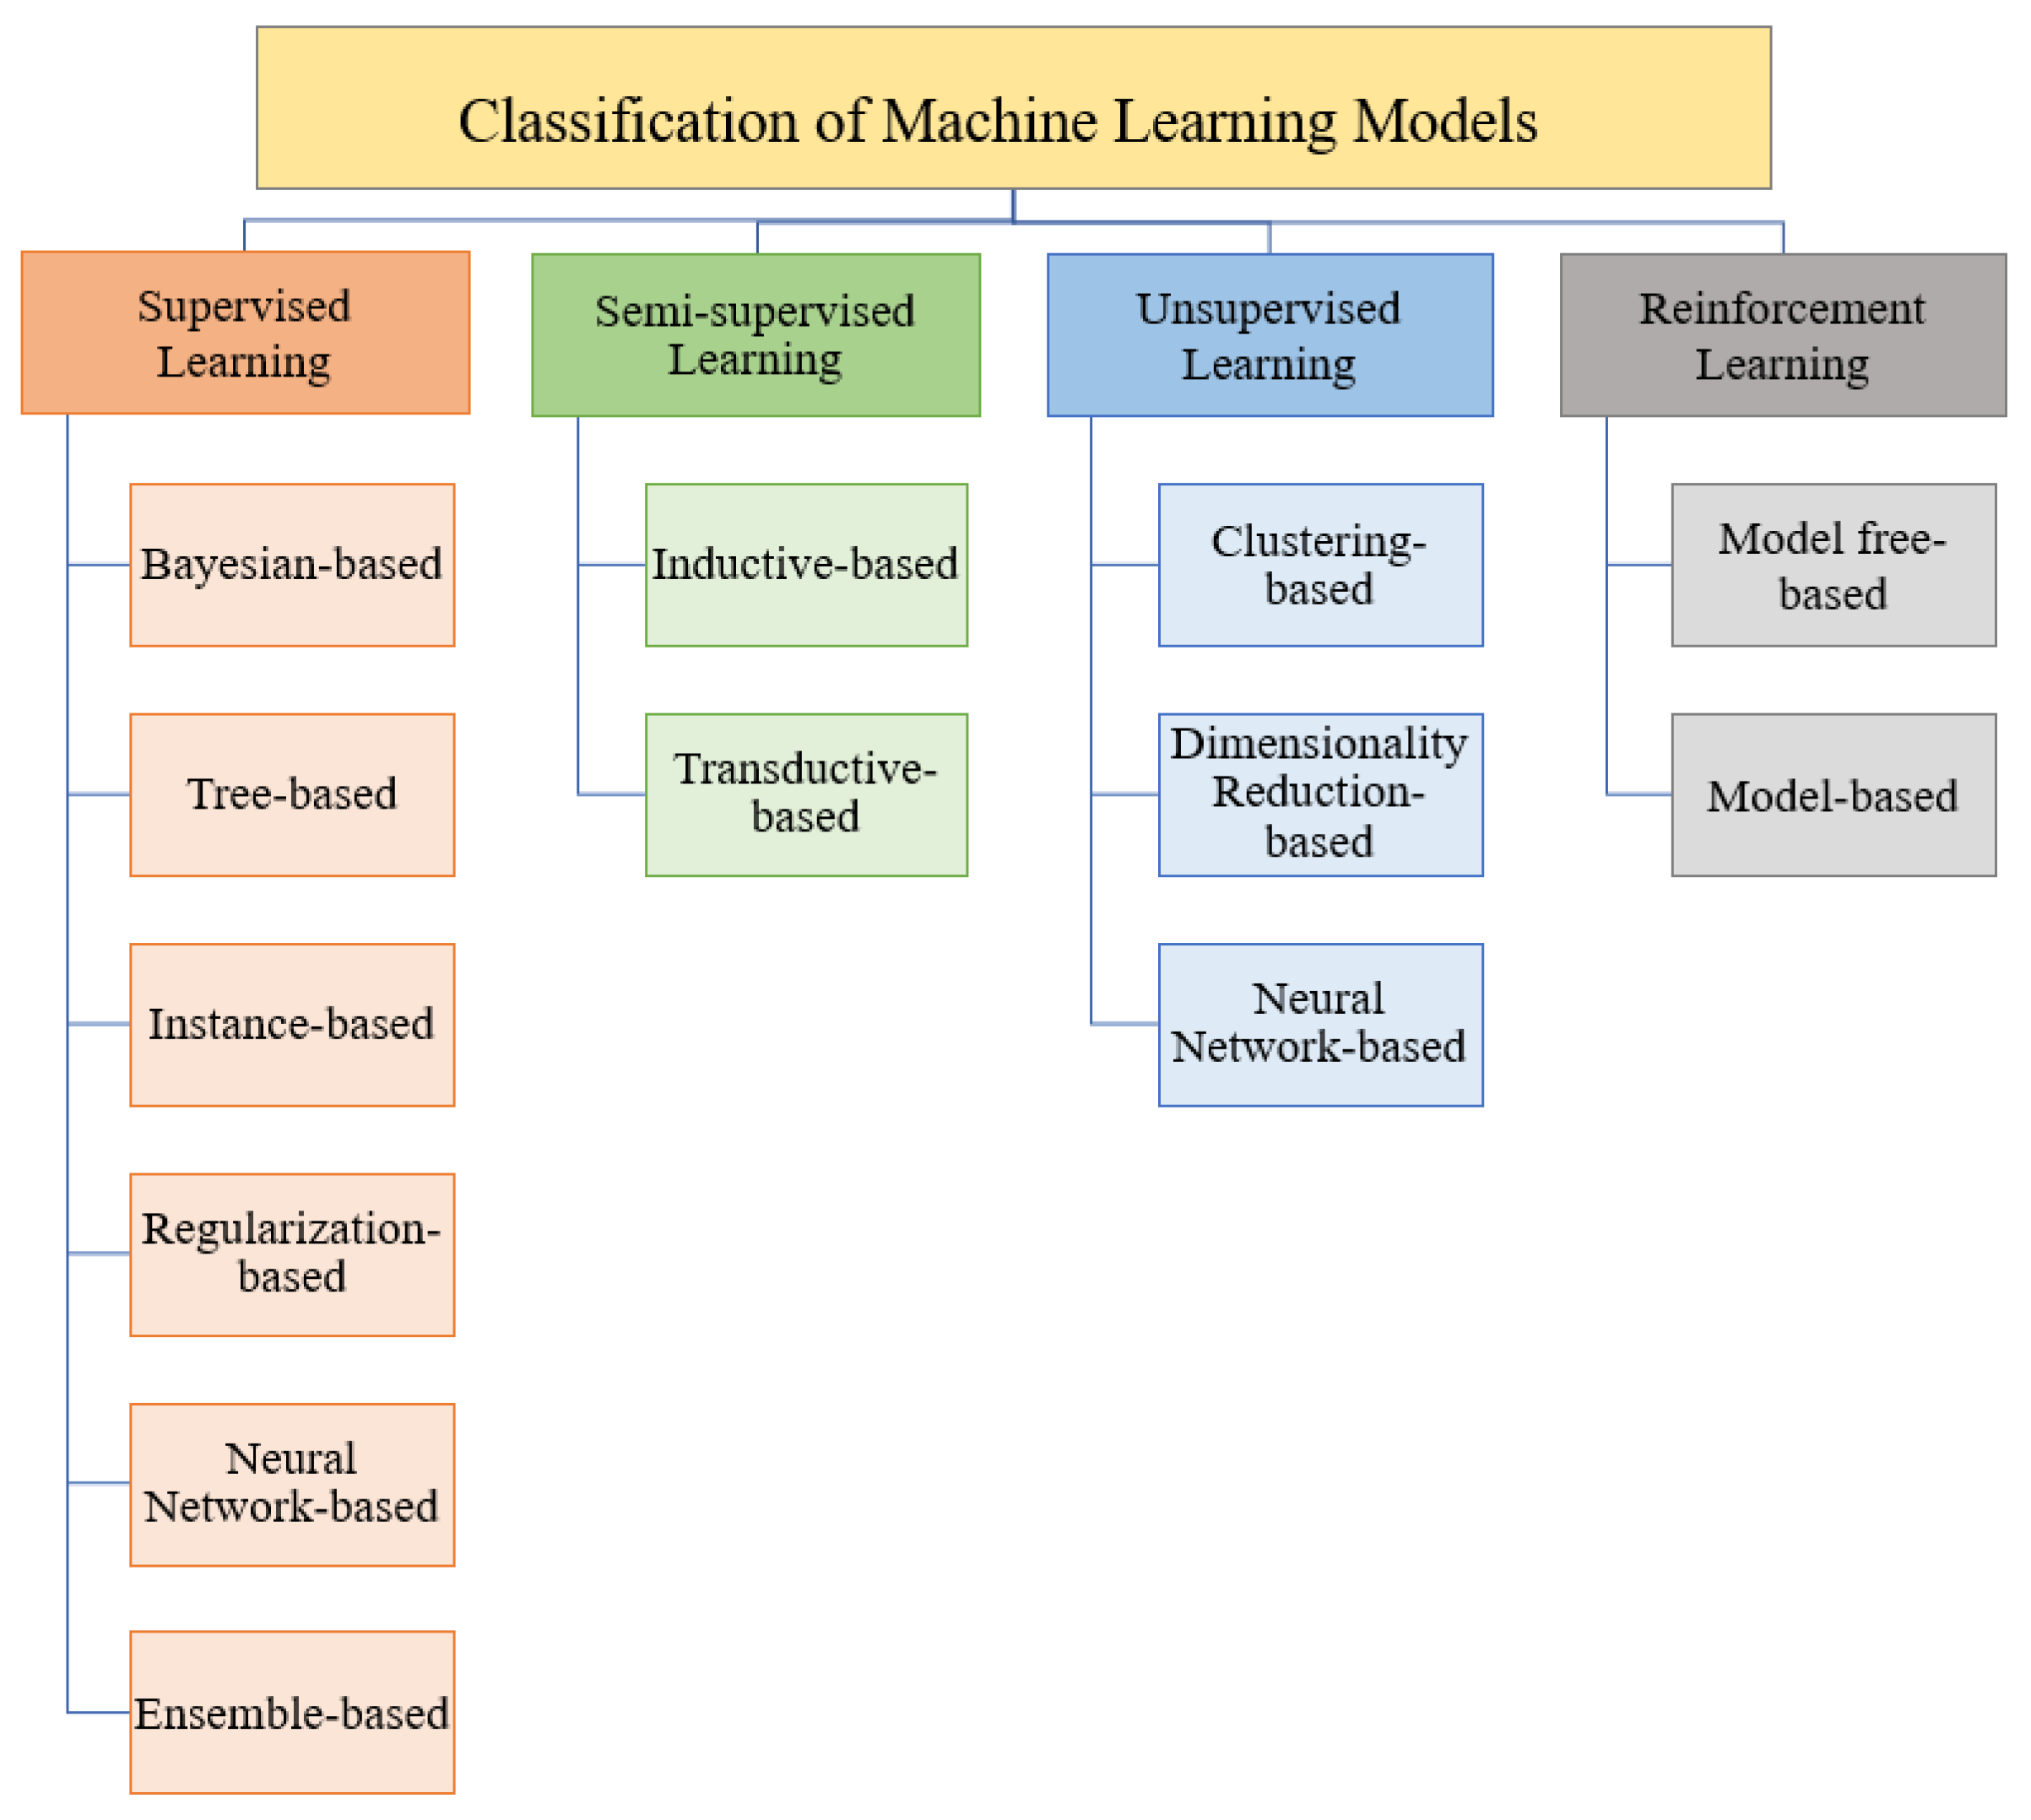 Classification of Machine Learning Models
Supervised
Learning
Bayesian-based
Tree-based
Instance-based
Regularization-
based
Neural
Network-based
Ensemble-based
Semi-supervised
Learning
Inductive-based
Transductive-
based
Unsupervised
Learning
Clustering-
based
Dimensionality
Reduction-
based
Neural
Network-based
Reinforcement
Learning
Model free-
based
Model-based